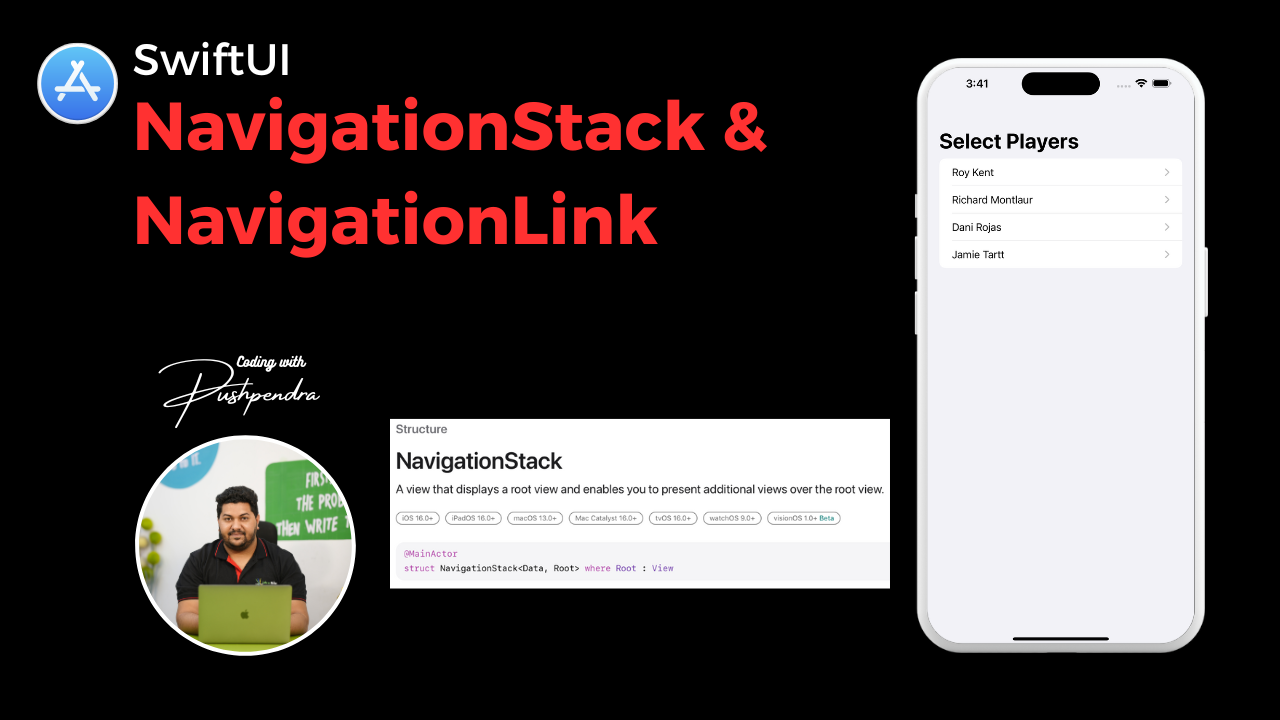 SwiftUI
NavigationStack &
NavigationLink
3:41
Select Players
Roy Kent
Richard Montlaur
Dani Rojas
Jamie Tartt
Coding with
Pushpendra
FIRS
THE PROB
THEN WRITE T
Structure
NavigationStack
A view that displays a root view and enables you to present additional views over the root view.
iOS 16.0+ iPadOS 16.0+ macOS 13.0+ Mac Catalyst 16.0+ tvOS 16.0+ watchOS 9.0+ visionOS 1.0+ Beta
@MainActor
struct NavigationStack<Data, Root> where Root : View